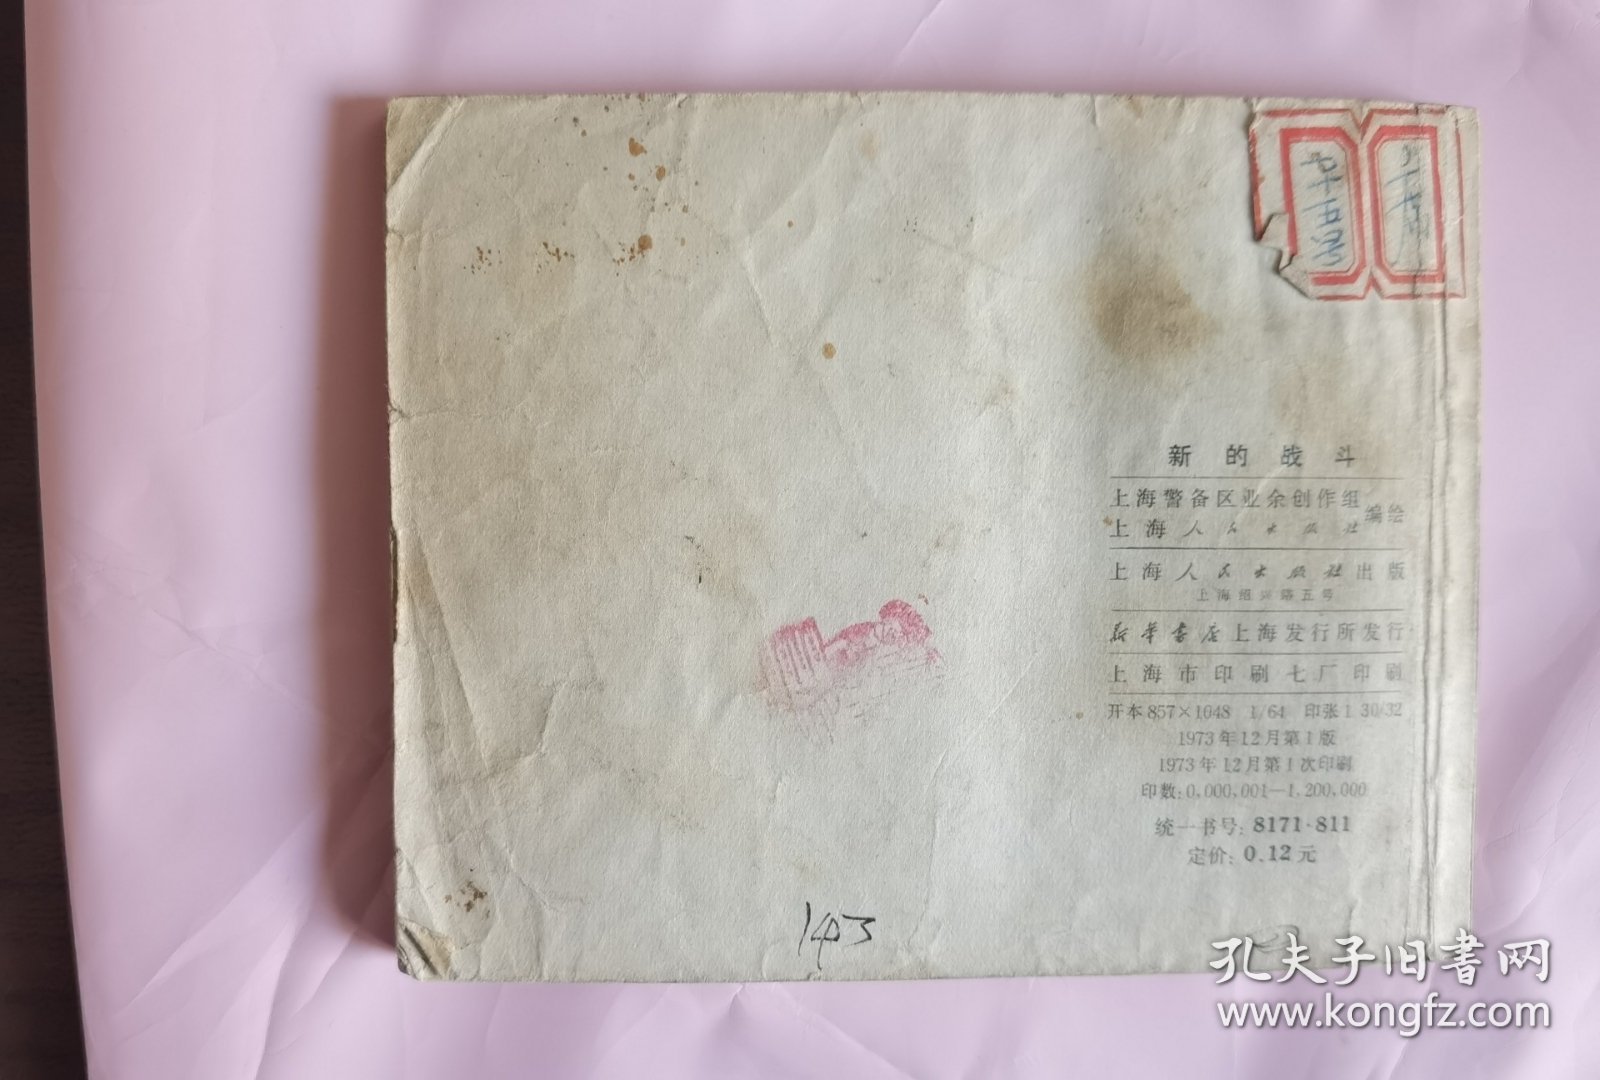 新的战斗
上海警备区业余创作组
上海人民出版社
编绘
上海人民出版社出版
上海绍兴路五号
新华书店上海发行所发行
上海市印刷七厂印刷
开本 857×1048 1/64 印张 1 30/32
1973年12月第1版
1973年12月第1次印刷
印数:0,000,001—1,200,000
统一书号:8171·811
定价:0.12元
143
孔夫子旧书网
www.kongfz.com